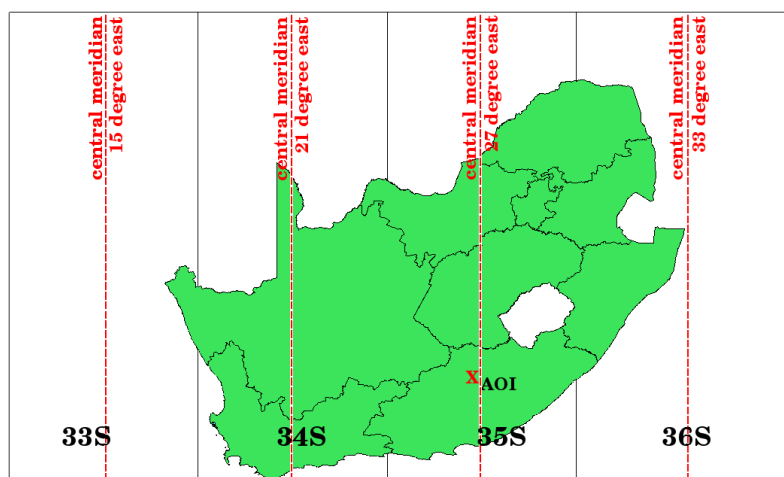 central meridian
15 degree east
central meridian
21 degree east
central meridian
27 degree east
central meridian
33 degree east
X
AOI
33S
34S
35S
36S